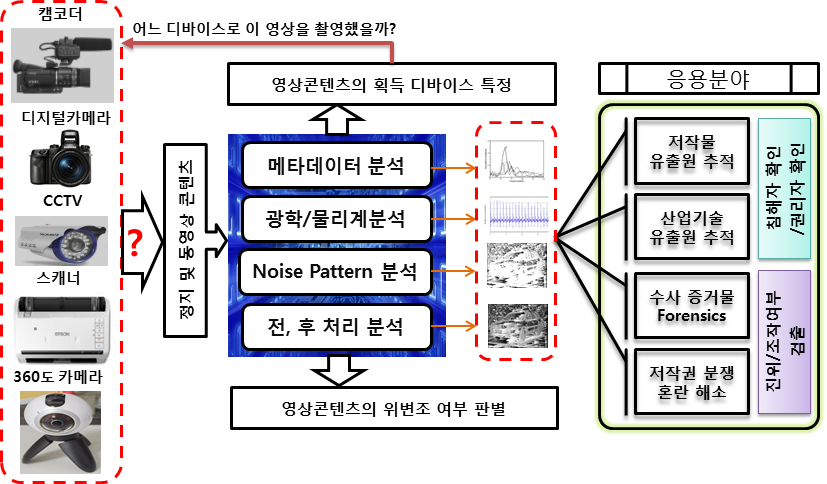 캠코더
어느 디바이스로 이 영상을 촬영했을까?
디지털카메라
CCTV
스캐너
EPSON
360도 카메라
?
정지 및 동영상 콘텐츠
영상콘텐츠의 획득 디바이스 특정
메타데이터 분석
광학/물리계분석
Noise Pattern 분석
전, 후 처리 분석
영상콘텐츠의 위변조 여부 판별
응용분야
저작물
유출원 추적
산업기술
유출원 추적
수사 증거물
Forensics
저작권 분쟁
혼란 해소
침해자 확인
/권리자 확인
진위/조작여부
검출